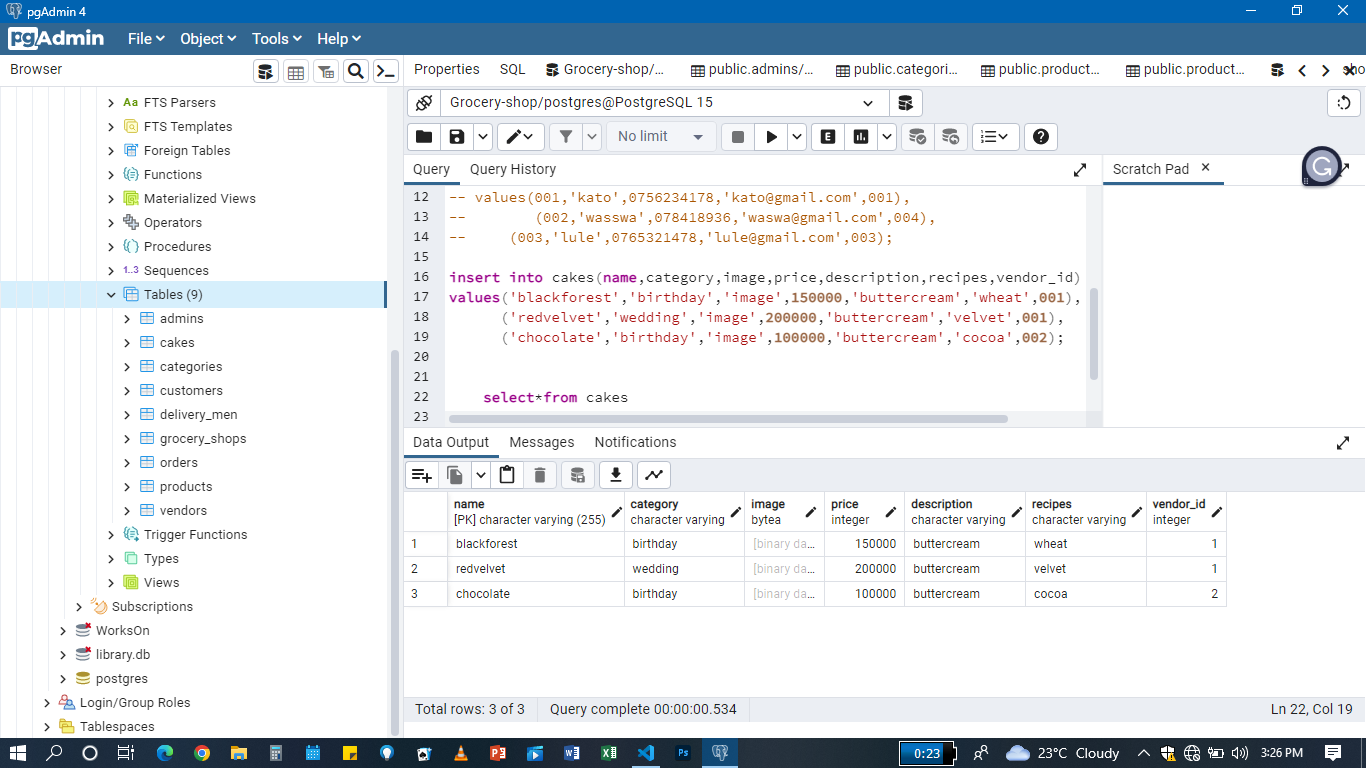 pgAdmin 4
pgAdmin File Object Tools Help
Browser
Properties SQL Grocery-shop/... public.admins/... public.categori... public.product... public.product...
FTS Parsers
FTS Templates
Foreign Tables
Functions
Materialized Views
Operators
Procedures
1..3 Sequences
Tables (9)
admins
cakes
categories
customers
delivery_men
grocery_shops
orders
products
vendors
Trigger Functions
Types
Views
Subscriptions
WorksOn
library.db
postgres
Login/Group Roles
Tablespaces
Grocery-shop/postgres@PostgreSQL 15
No limit
Query Query History
Scratch Pad
12 -- values(001,'kato',0756234178,'kato@gmail.com',001),
13 -- (002,'wasswa',078418936,'waswa@gmail.com',004),
14 -- (003,'lule',0765321478,'lule@gmail.com',003);
15
16 insert into cakes(name,category,image,price,description,recipes,vendor_id)
17 values('blackforest','birthday','image',150000,'buttercream','wheat',001),
18 ('redvelvet','wedding','image',200000,'buttercream','velvet',001),
19 ('chocolate','birthday','image',100000,'buttercream','cocoa',002);
20
21
22 select*from cakes
23
Data Output Messages Notifications
name category image price description recipes vendor_id
[PK] character varying (255) character varying bytea integer character varying character varying integer
1 blackforest birthday [binary da... 150000 buttercream wheat 1
2 redvelvet wedding [binary da... 200000 buttercream velvet 1
3 chocolate birthday [binary da... 100000 buttercream cocoa 2
Total rows: 3 of 3 Query complete 00:00:00.534 Ln 22, Col 19
0:23 23°C Cloudy 3:26 PM